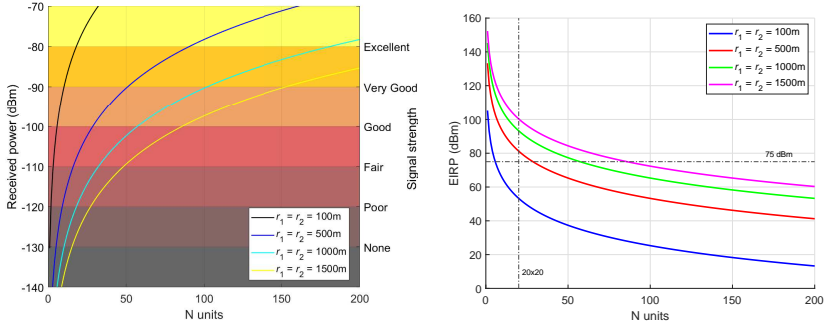 -70
-80
-90
-100
-110
-120
-130
-140
Received power (dBm)
0
50
100
150
200
N units
Excellent
Very Good
Good
Fair
Poor
None
Signal strength
r1 = r2 = 100m
r1 = r2 = 500m
r1 = r2 = 1000m
r1 = r2 = 1500m
160
140
120
100
80
60
40
20
0
EIRP (dBm)
0
50
100
150
200
N units
r1 = r2 = 100m
r1 = r2 = 500m
r1 = r2 = 1000m
r1 = r2 = 1500m
75 dBm
20x20